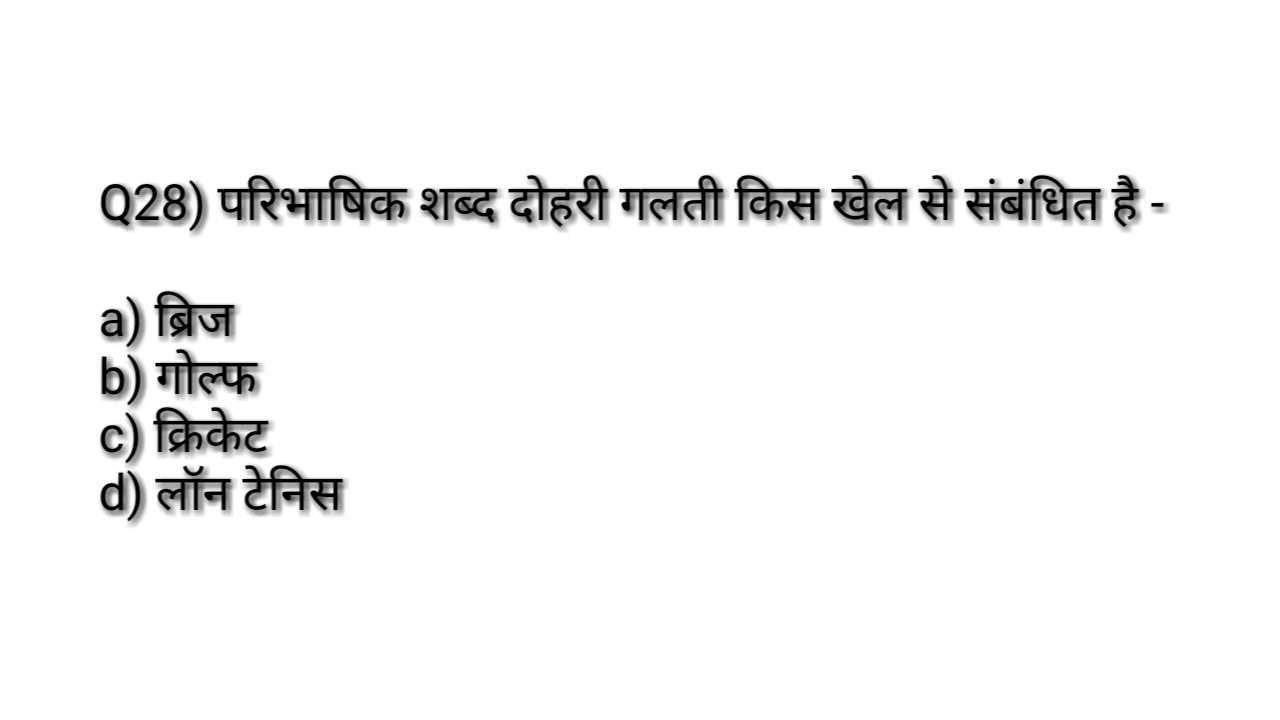 Q28) परिभाषिक शब्द दोहरी गलती किस खेल से संबंधित है -
a) ब्रिज
b) गोल्फ
c) क्रिकेट
d) लॉन टेनिस